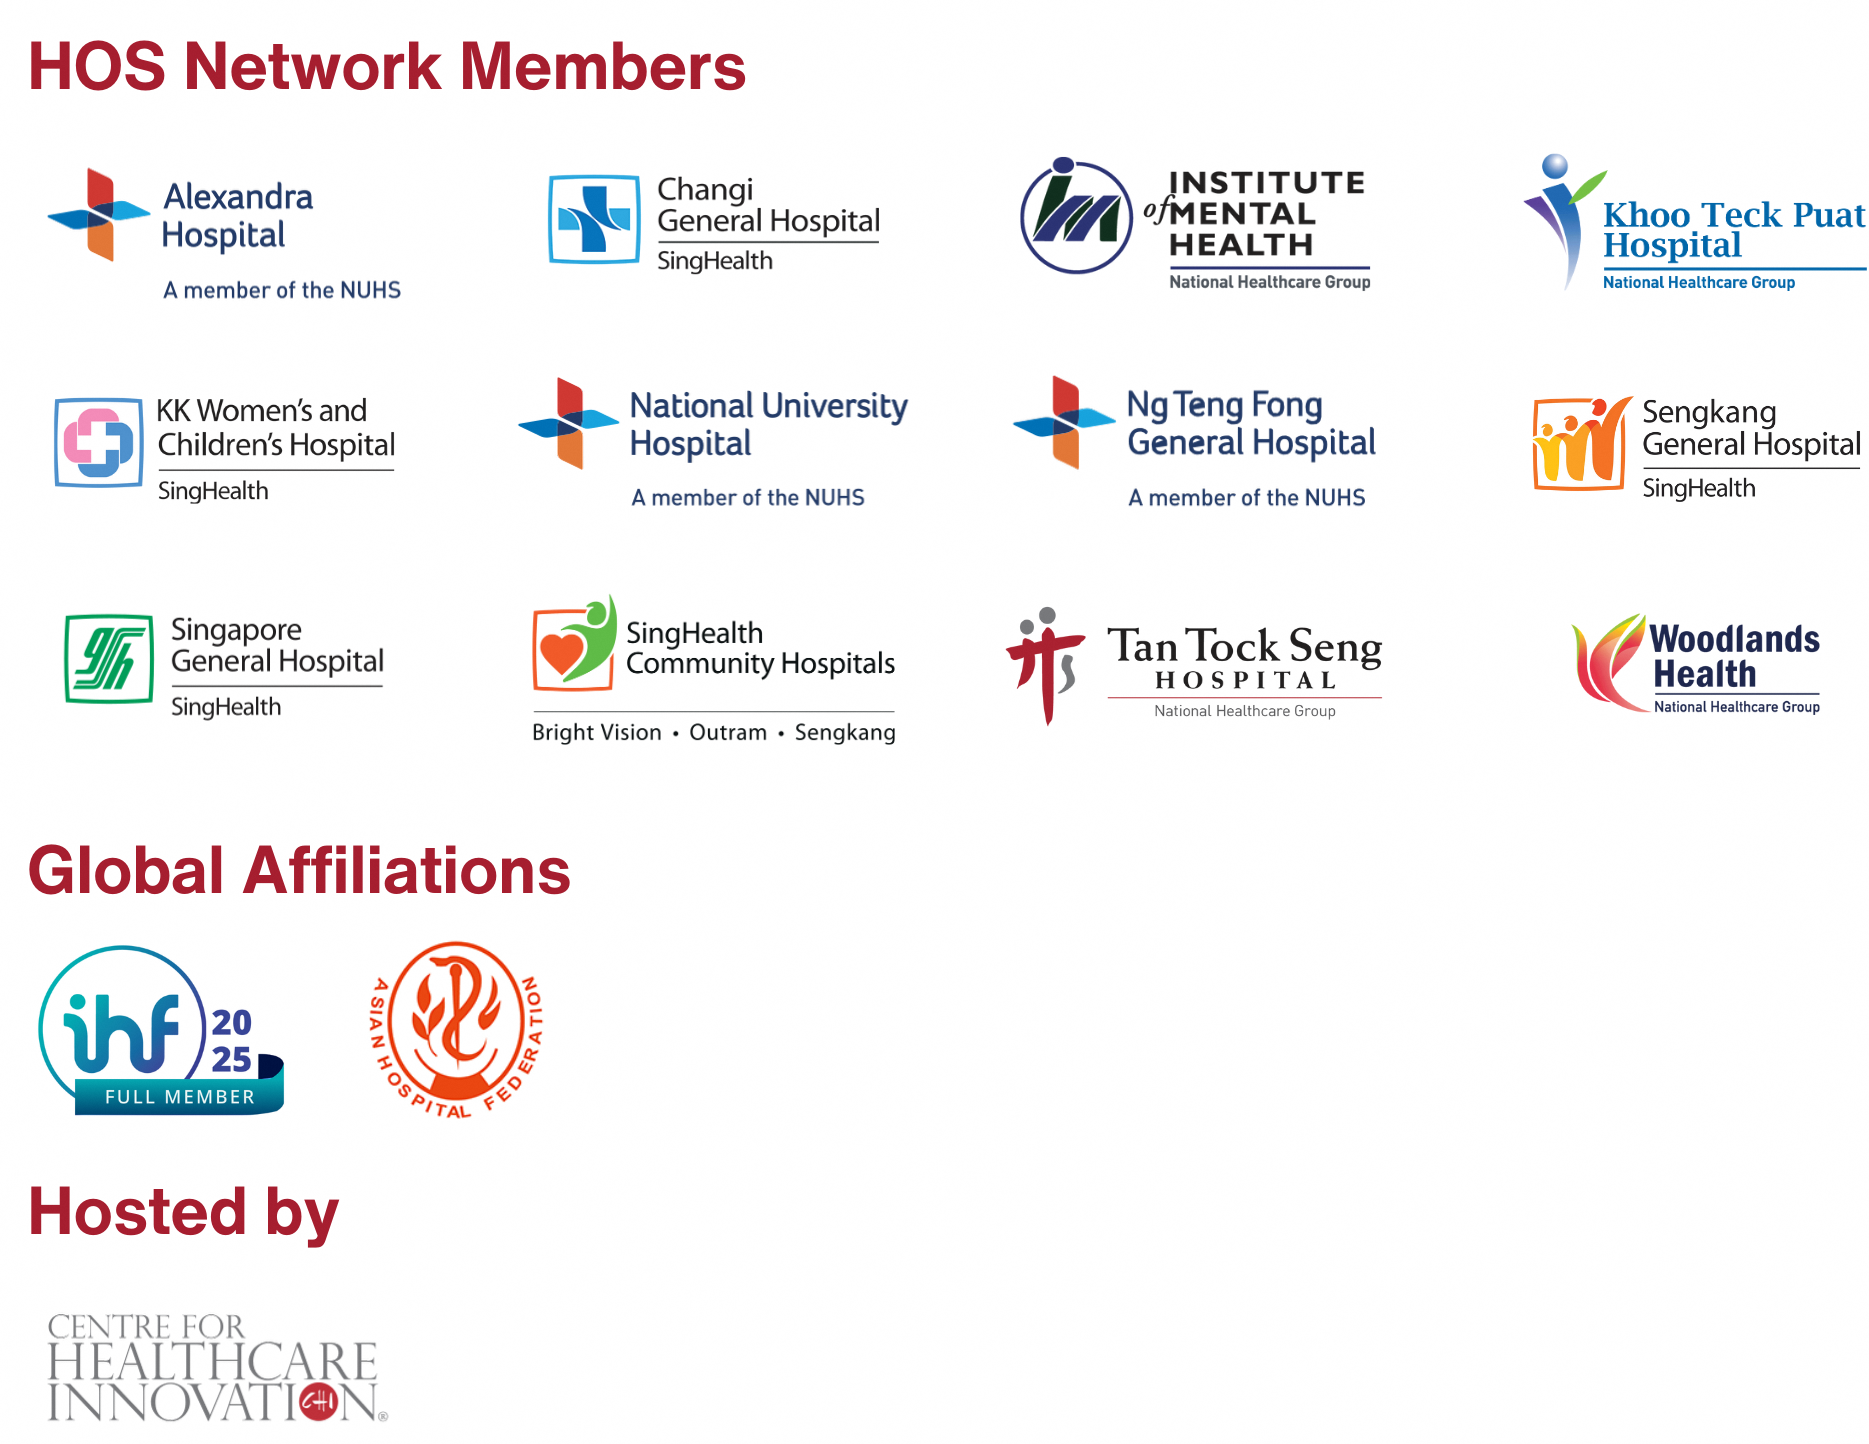 HOS Network Members
Alexandra
Hospital
A member of the NUHS
Changi
General Hospital
SingHealth
INSTITUTE
of MENTAL
HEALTH
National Healthcare Group
Khoo Teck Puat
Hospital
National Healthcare Group
KK Women's and
Children's Hospital
SingHealth
National University
Hospital
A member of the NUHS
Ng Teng Fong
General Hospital
A member of the NUHS
Sengkang
General Hospital
SingHealth
Singapore
General Hospital
SingHealth
SingHealth
Community Hospitals
Bright Vision • Outram • Sengkang
Tan Tock Seng
HOSPITAL
National Healthcare Group
Woodlands
Health
National Healthcare Group
Global Affiliations
ihf
20
25
FULL MEMBER
ASIAN HOSPITAL FEDERATION
Hosted by
CENTRE FOR
HEALTHCARE
INNOVATION®
CHI